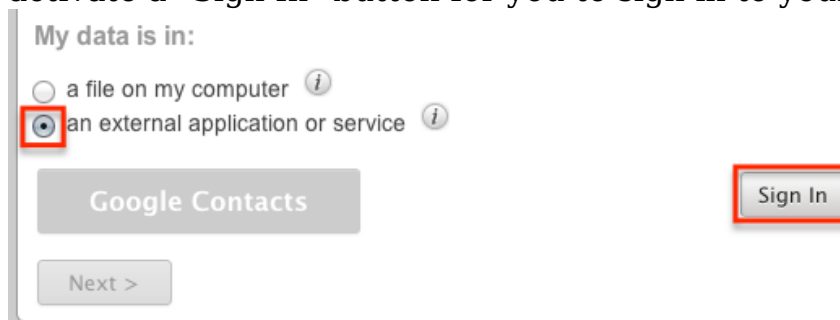 My data is in:
a file on my computer i
an external application or service i
Google Contacts
Sign In
Next >